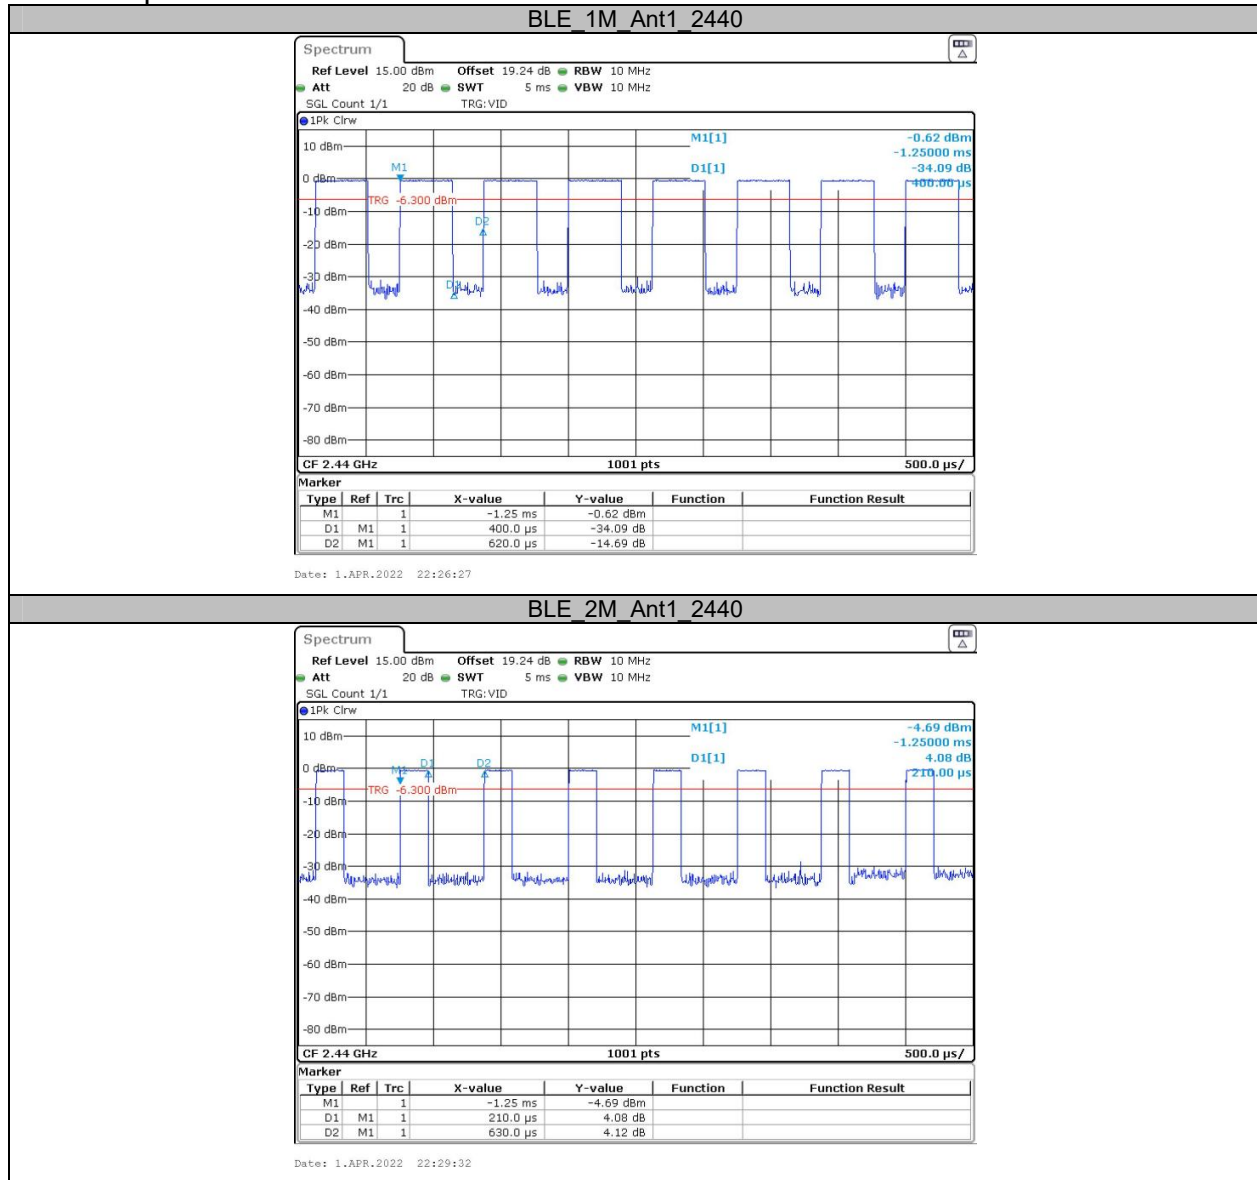 BLE_1M_Ant1_2440
Spectrum
Ref Level 15.00 dBm Offset 19.24 dB RBW 10 MHz
Att 20 dB SWT 5 ms VBW 10 MHz
SGL Count 1/1 TRG:VID
1Pk Clrw
M1[1] -0.62 dBm
-1.25000 ms
D1[1] -34.09 dB
400.00 µs
10 dBm
0 dBm
M1
TRG -6.300 dBm
-10 dBm
D2
-20 dBm
-30 dBm
D1
-40 dBm
-50 dBm
-60 dBm
-70 dBm
-80 dBm
CF 2.44 GHz 1001 pts 500.0 µs/
Marker
Type Ref Trc X-value Y-value Function Function Result
M1 1 -1.25 ms -0.62 dBm
D1 M1 1 400.0 µs -34.09 dB
D2 M1 1 620.0 µs -14.69 dB
Date: 1.APR.2022 22:26:27
BLE_2M_Ant1_2440
Spectrum
Ref Level 15.00 dBm Offset 19.24 dB RBW 10 MHz
Att 20 dB SWT 5 ms VBW 10 MHz
SGL Count 1/1 TRG:VID
1Pk Clrw
M1[1] -4.69 dBm
-1.25000 ms
D1[1] 4.08 dB
210.00 µs
10 dBm
0 dBm
M1 D1 D2
TRG -6.300 dBm
-10 dBm
-20 dBm
-30 dBm
-40 dBm
-50 dBm
-60 dBm
-70 dBm
-80 dBm
CF 2.44 GHz 1001 pts 500.0 µs/
Marker
Type Ref Trc X-value Y-value Function Function Result
M1 1 -1.25 ms -4.69 dBm
D1 M1 1 210.0 µs 4.08 dB
D2 M1 1 630.0 µs 4.12 dB
Date: 1.APR.2022 22:29:32